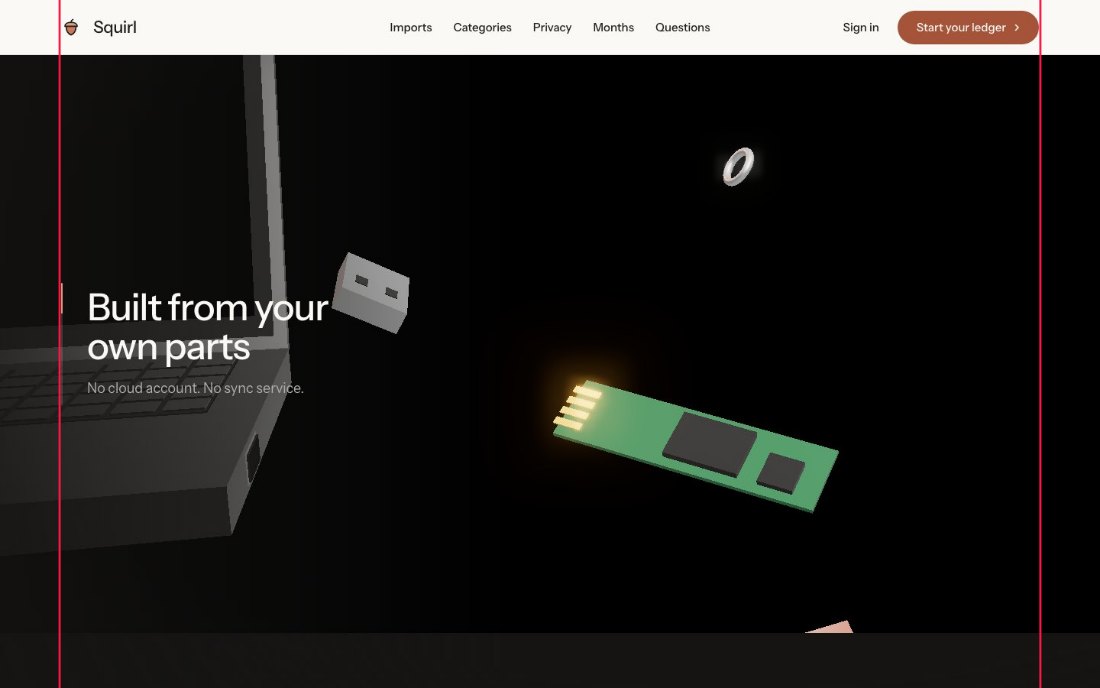 Squirl
Imports
Categories
Privacy
Months
Questions
Sign in
Start your ledger
Built from your
own parts
No cloud account. No sync service.